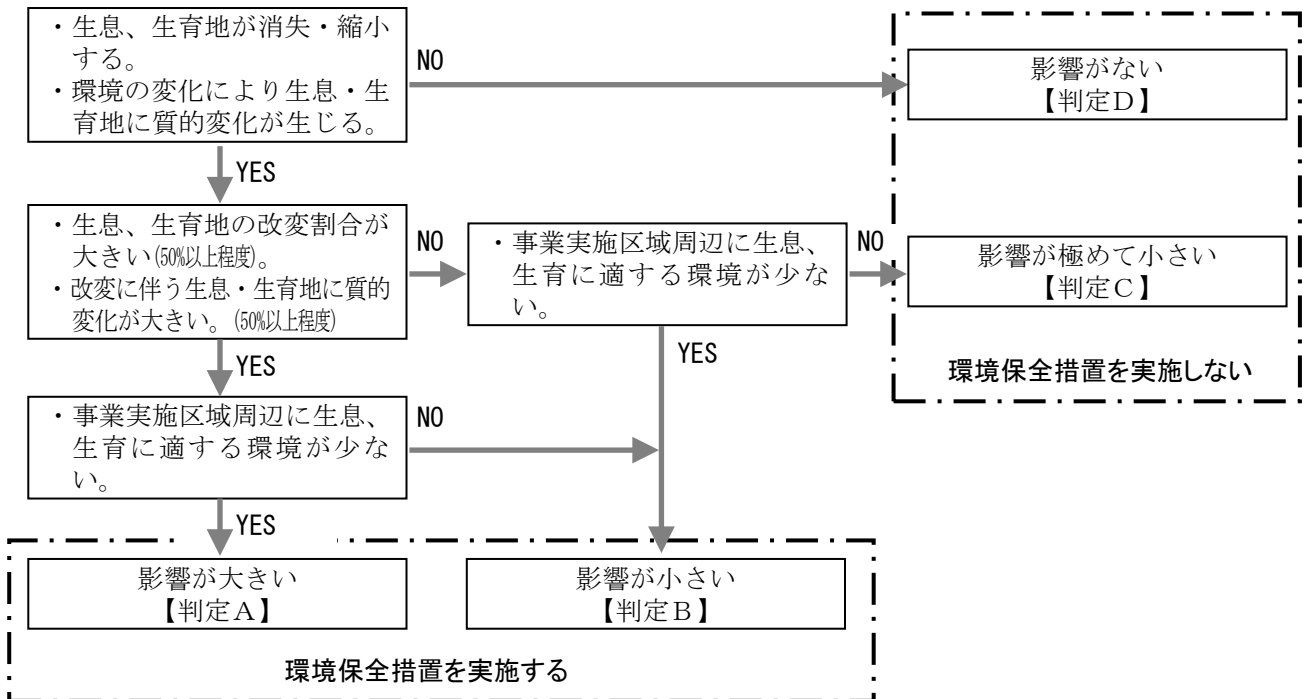 ・生息、生育地が消失・縮小
する。
・環境の変化により生息・生
育地に質的変化が生じる。
NO
影響がない
【判定D】
YES
・生息、生育地の改変割合が
大きい(50%以上程度)。
・改変に伴う生息・生育地に質的
変化が大きい。(50%以上程度)
NO
・事業実施区域周辺に生息、
生育に適する環境が少な
い。
NO
影響が極めて小さい
【判定C】
環境保全措置を実施しない
YES
YES
・事業実施区域周辺に生息、
生育に適する環境が少な
い。
NO
YES
影響が大きい
【判定A】
影響が小さい
【判定B】
環境保全措置を実施する